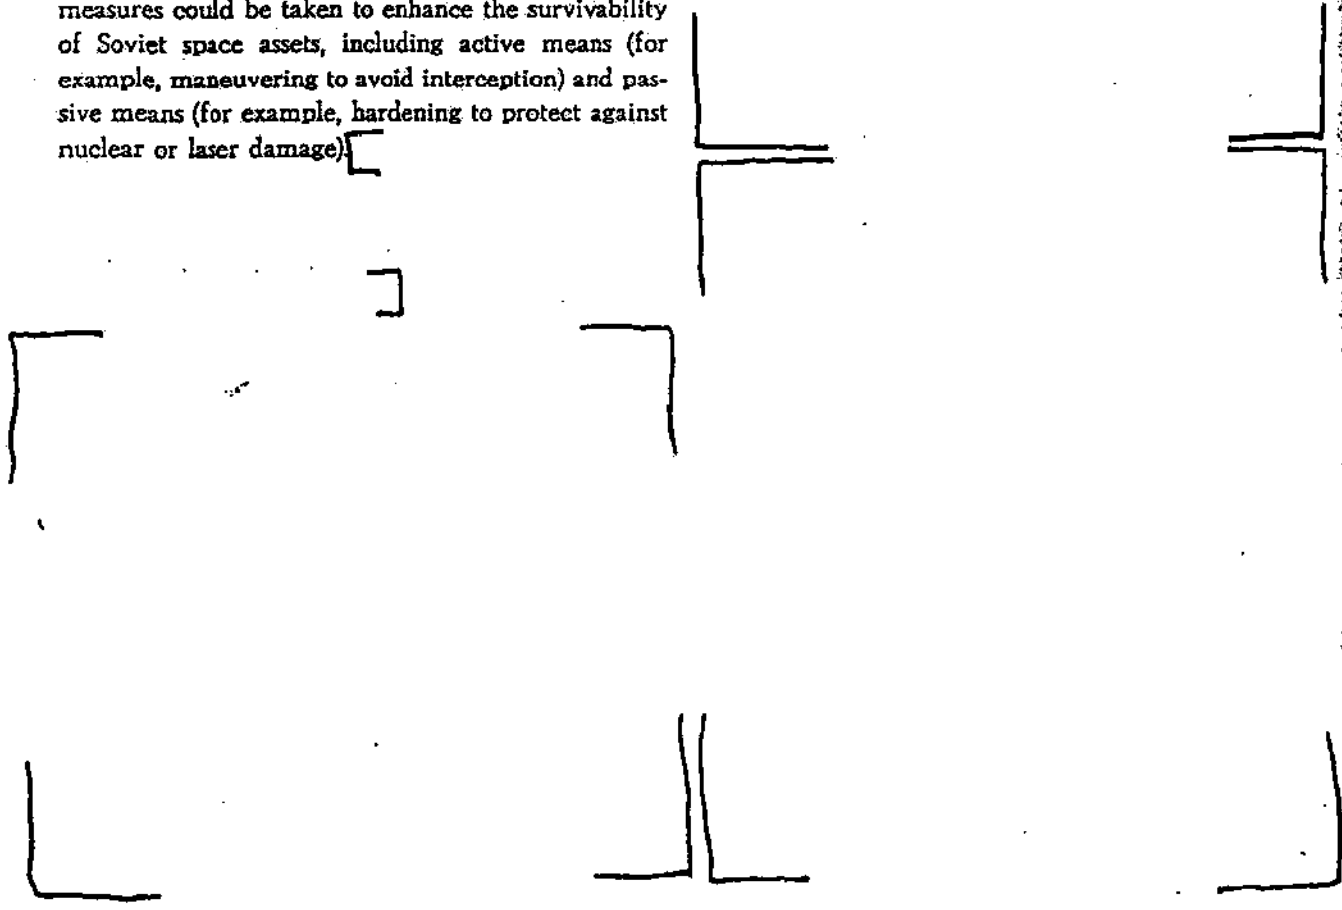 measures could be taken to enhance the survivability
of Soviet space assets, including active means (for
example, maneuvering to avoid interception) and pas-
sive means (for example, hardening to protect against
nuclear or laser damage).